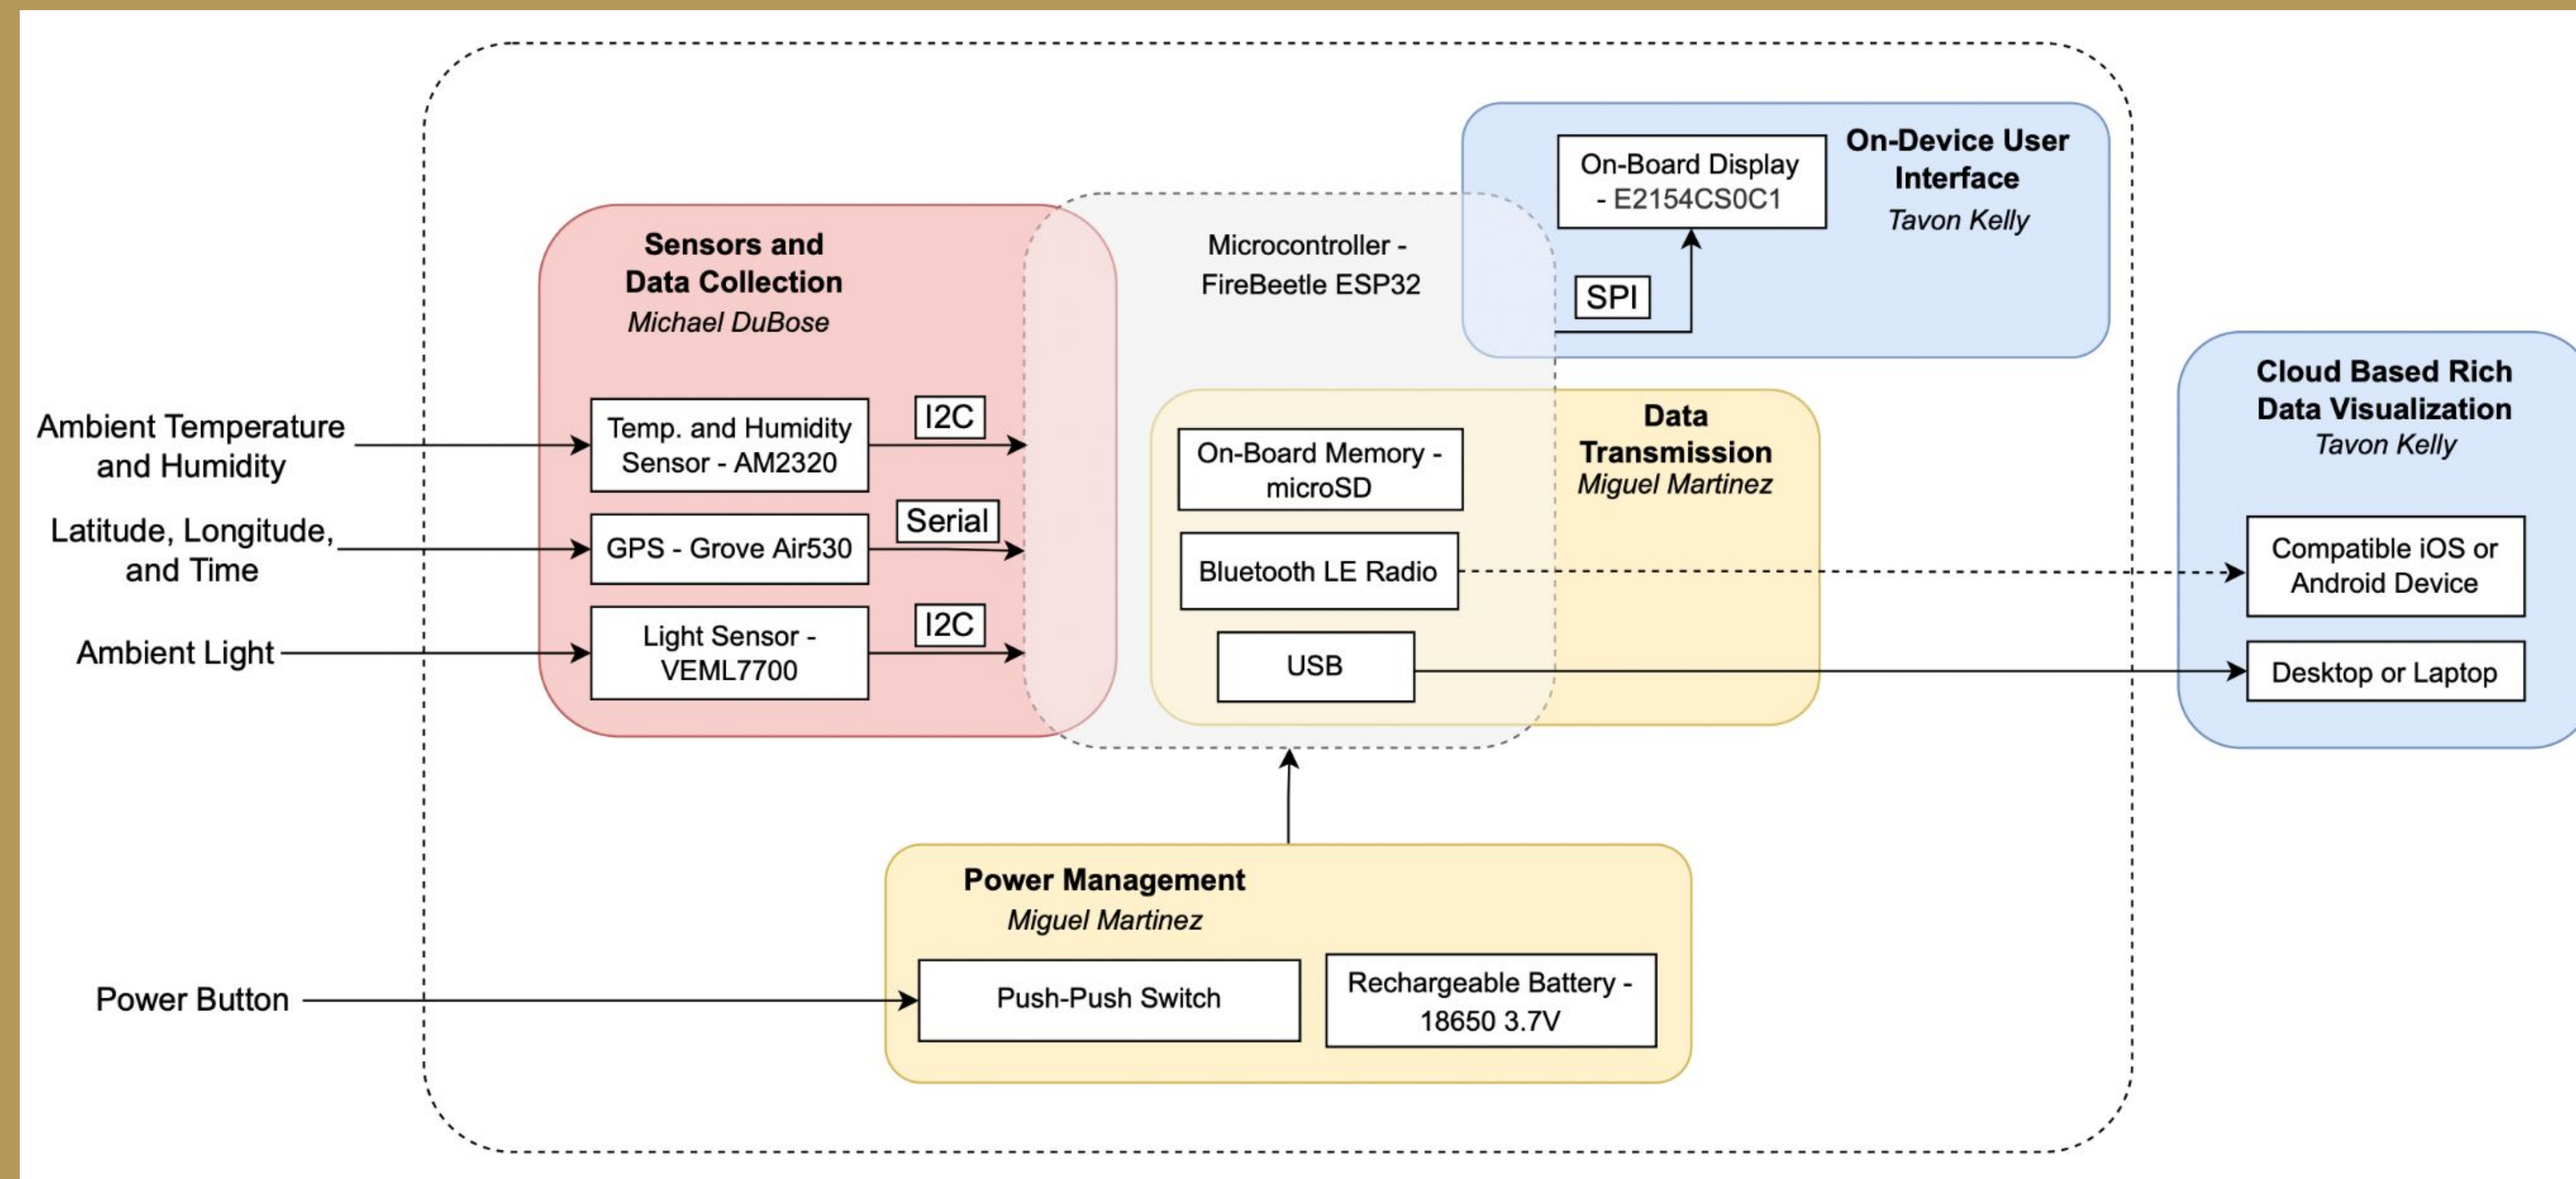 On-Board Display
- E2154CS0C1
On-Device User
Interface
Tavon Kelly
SPI
Sensors and
Data Collection
Michael DuBose
Microcontroller -
FireBeetle ESP32
Ambient Temperature
and Humidity
Temp. and Humidity
Sensor - AM2320
I2C
Latitude, Longitude,
and Time
GPS - Grove Air530
Serial
Ambient Light
Light Sensor -
VEML7700
I2C
Data
Transmission
Miguel Martinez
On-Board Memory -
microSD
Bluetooth LE Radio
USB
Cloud Based Rich
Data Visualization
Tavon Kelly
Compatible iOS or
Android Device
Desktop or Laptop
Power Management
Miguel Martinez
Power Button
Push-Push Switch
Rechargeable Battery -
18650 3.7V